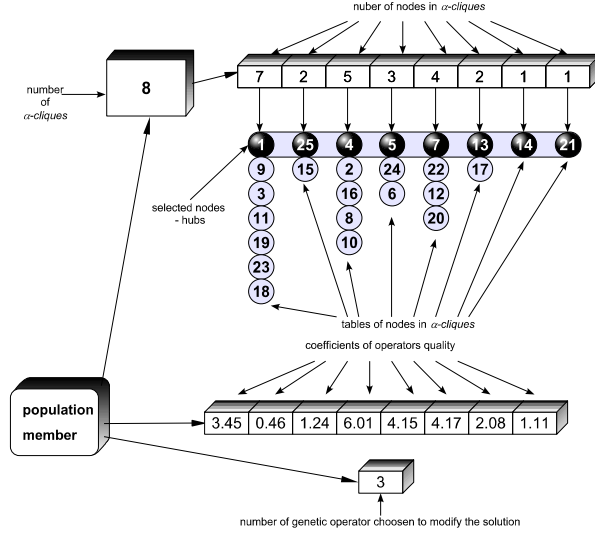 nuber of nodes in α-cliques
8
7 2 5 3 4 2 1 1
number
of
α-cliques
1 25 4 5 7 13 14 21
9 15 2 24 22 17
3 16 6 12
11 8 20
19 10
23
18
selected nodes
- hubs
tables of nodes in α-cliques
coefficients of operators quality
population
member
3.45 0.46 1.24 6.01 4.15 4.17 2.08 1.11
3
number of genetic operator choosen to modify the solution